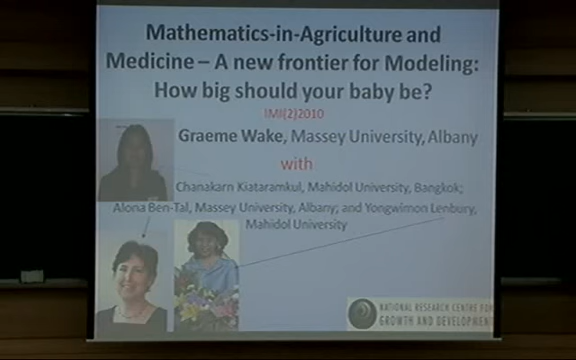 Mathematics-in-Agriculture and
Medicine – A new frontier for Modeling:
How big should your baby be?
IMI(2)2010
Graeme Wake, Massey University, Albany
with
Chanakarn Kiataramkul, Mahidol University, Bangkok;
Alona Ben-Tal, Massey University, Albany; and Yongwimon Lenbury,
Mahidol University
NATIONAL RESEARCH CENTRE FOR
GROWTH AND DEVELOPMENT